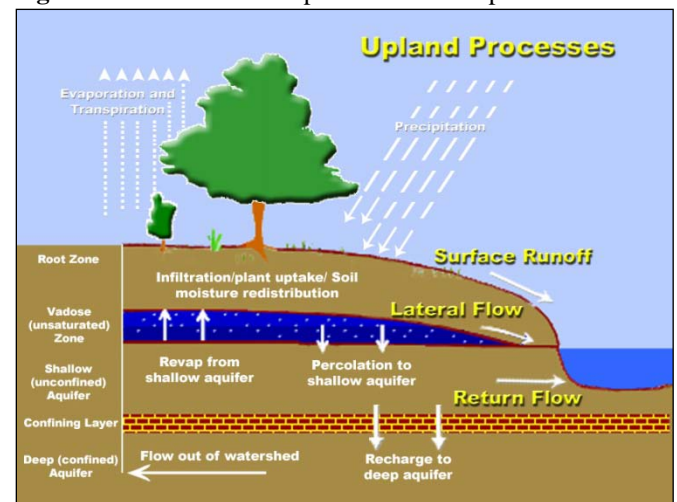 Upland Processes
Evaporation and
Transpiration
Precipitation
Root Zone
Surface Runoff
Infiltration/plant uptake/ Soil
moisture redistribution
Vadose
(unsaturated)
Zone
Lateral Flow
Revap from
shallow aquifer
Percolation to
shallow aquifer
Shallow
(unconfined)
Aquifer
Return Flow
Confining Layer
Deep (confined)
Aquifer
Flow out of watershed
Recharge to
deep aquifer